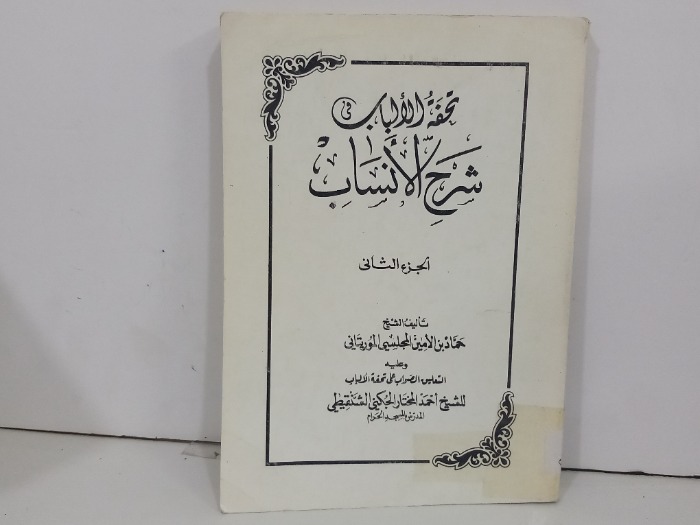 تحفة الألباب في
شرح الأنساب
الجزء الثاني
تأليف الشيخ
حماد بن الأمين المجلسي الموريتاني
وعليه
التعليق الصواب على تحفة الألباب
للشيخ أحمد المختار الجكني الشنقيطي
المدرس بالمسجد الحرام